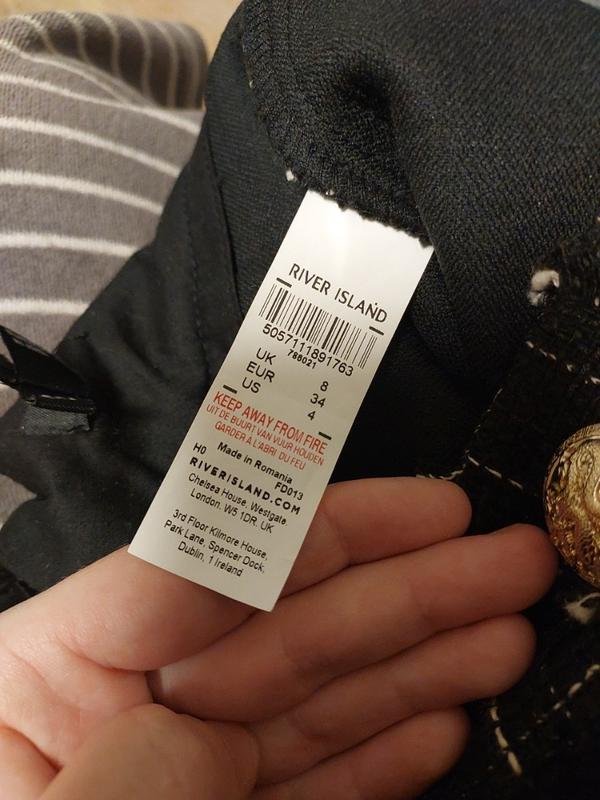 RIVER ISLAND
5057111891763
788021
UK 8
EUR 34
US 4
KEEP AWAY FROM FIRE
UIT DE BUURT VAN VUUR HOUDEN
GARDER À L'ABRI DU FEU
Made in Romania
H0 FD013
RIVERISLAND.COM
Chelsea House, Westgate,
London. W5 1DR. UK
3rd Floor Kilmore House,
Park Lane, Spencer Dock,
Dublin, 1 Ireland